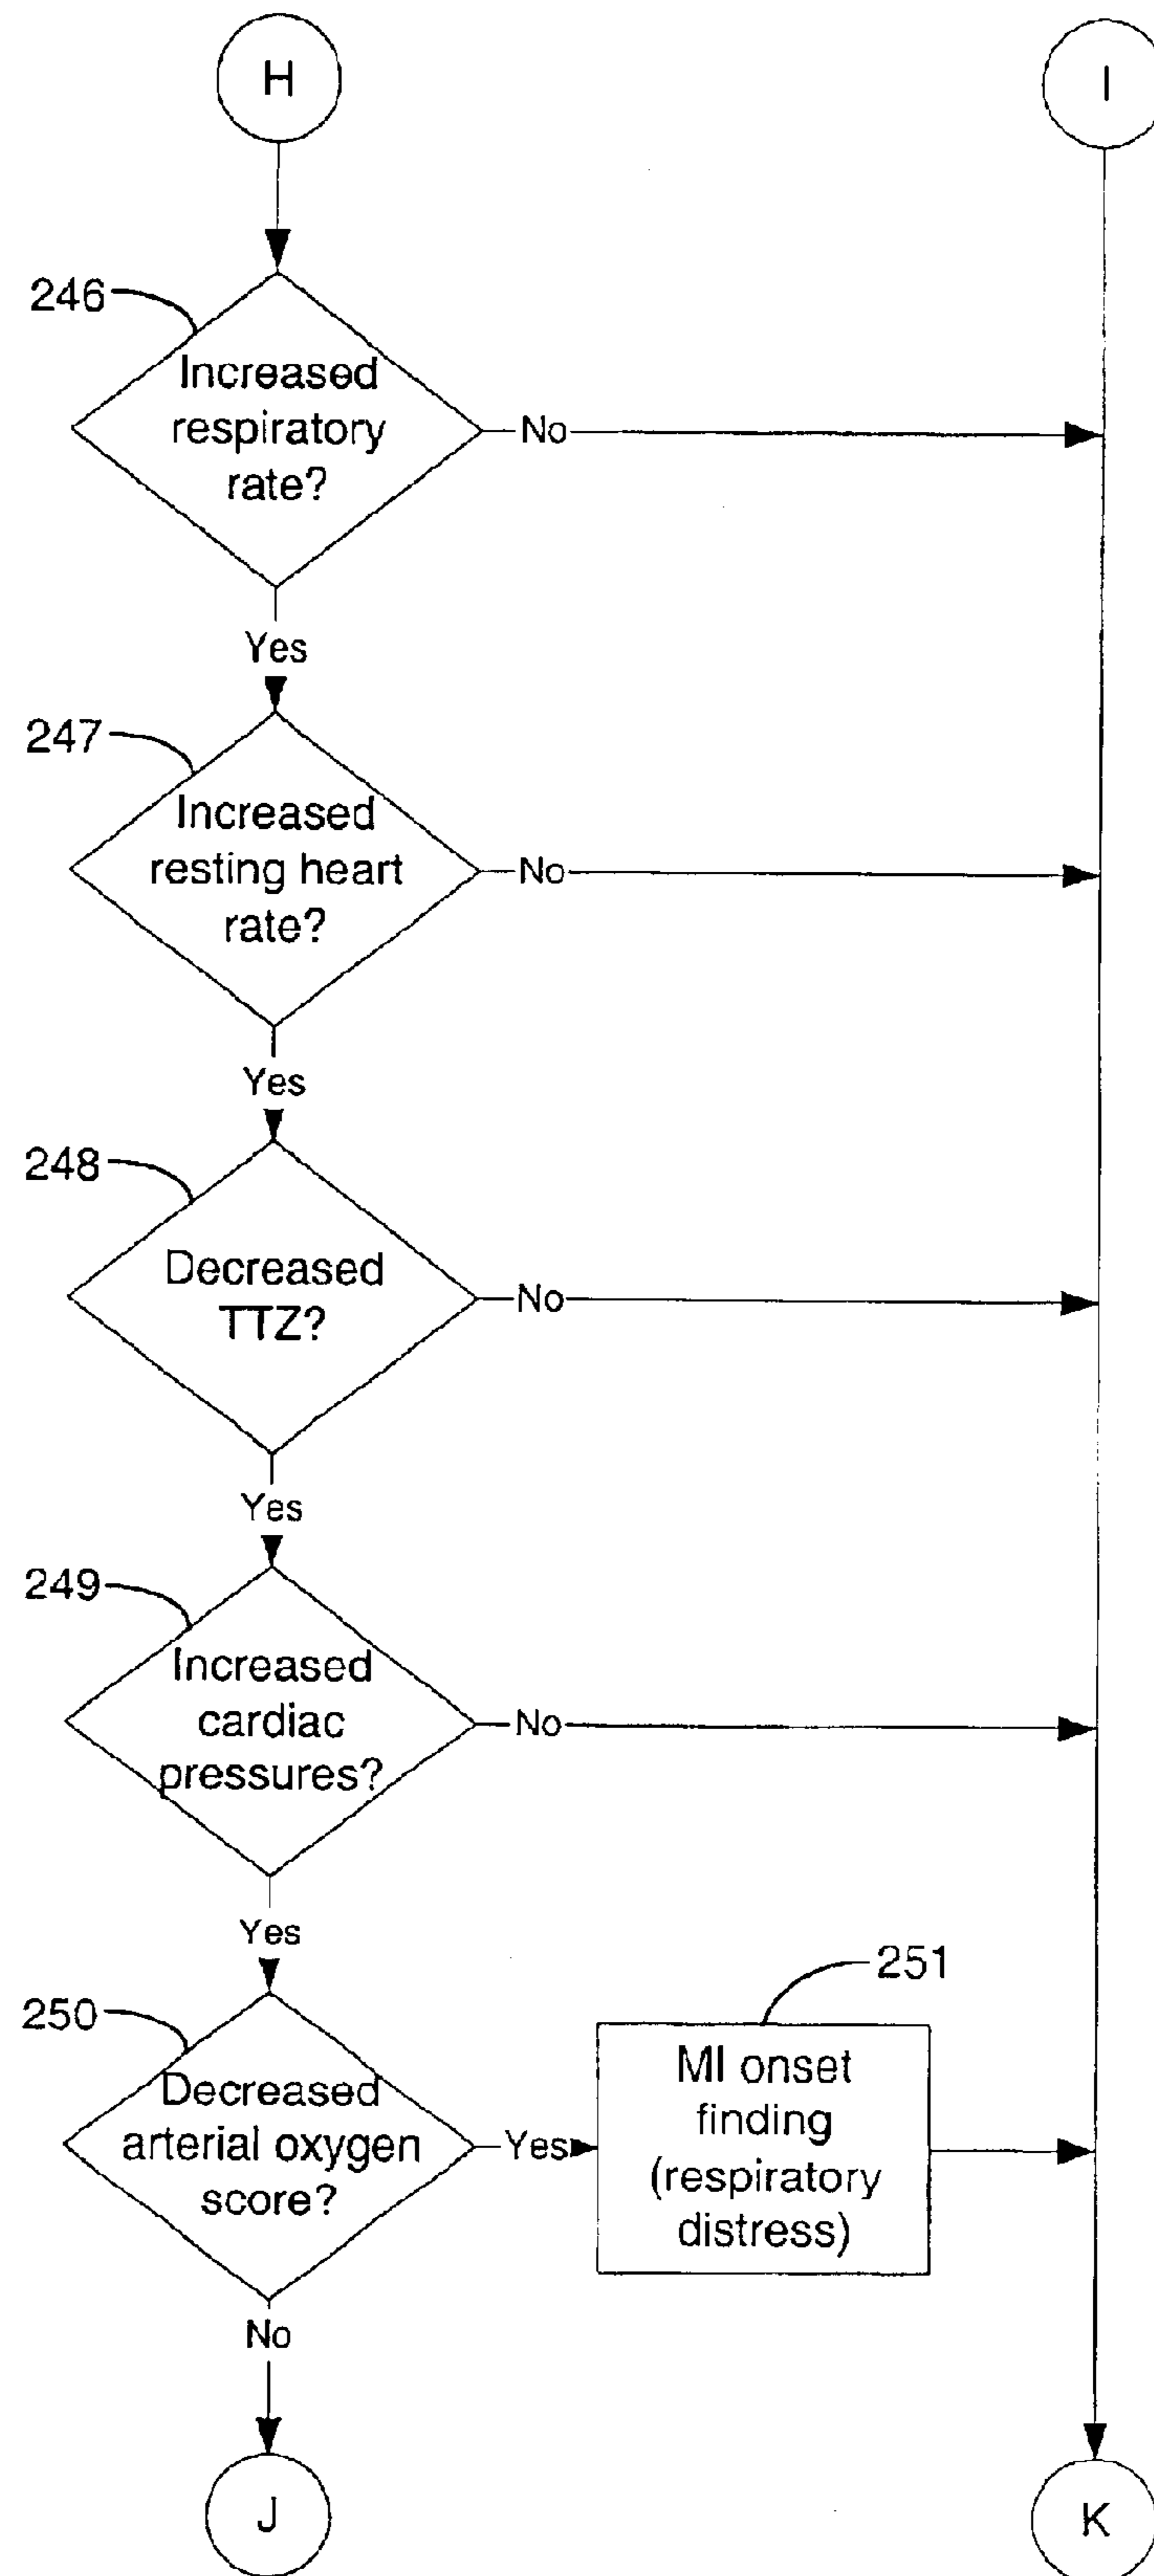 H
I
246
Increased
respiratory
rate?
No
Yes
247
Increased
resting heart
rate?
No
Yes
248
Decreased
TTZ?
No
Yes
249
Increased
cardiac
pressures?
No
Yes
250
Decreased
arterial oxygen
score?
Yes
251
MI onset
finding
(respiratory
distress)
No
J
K